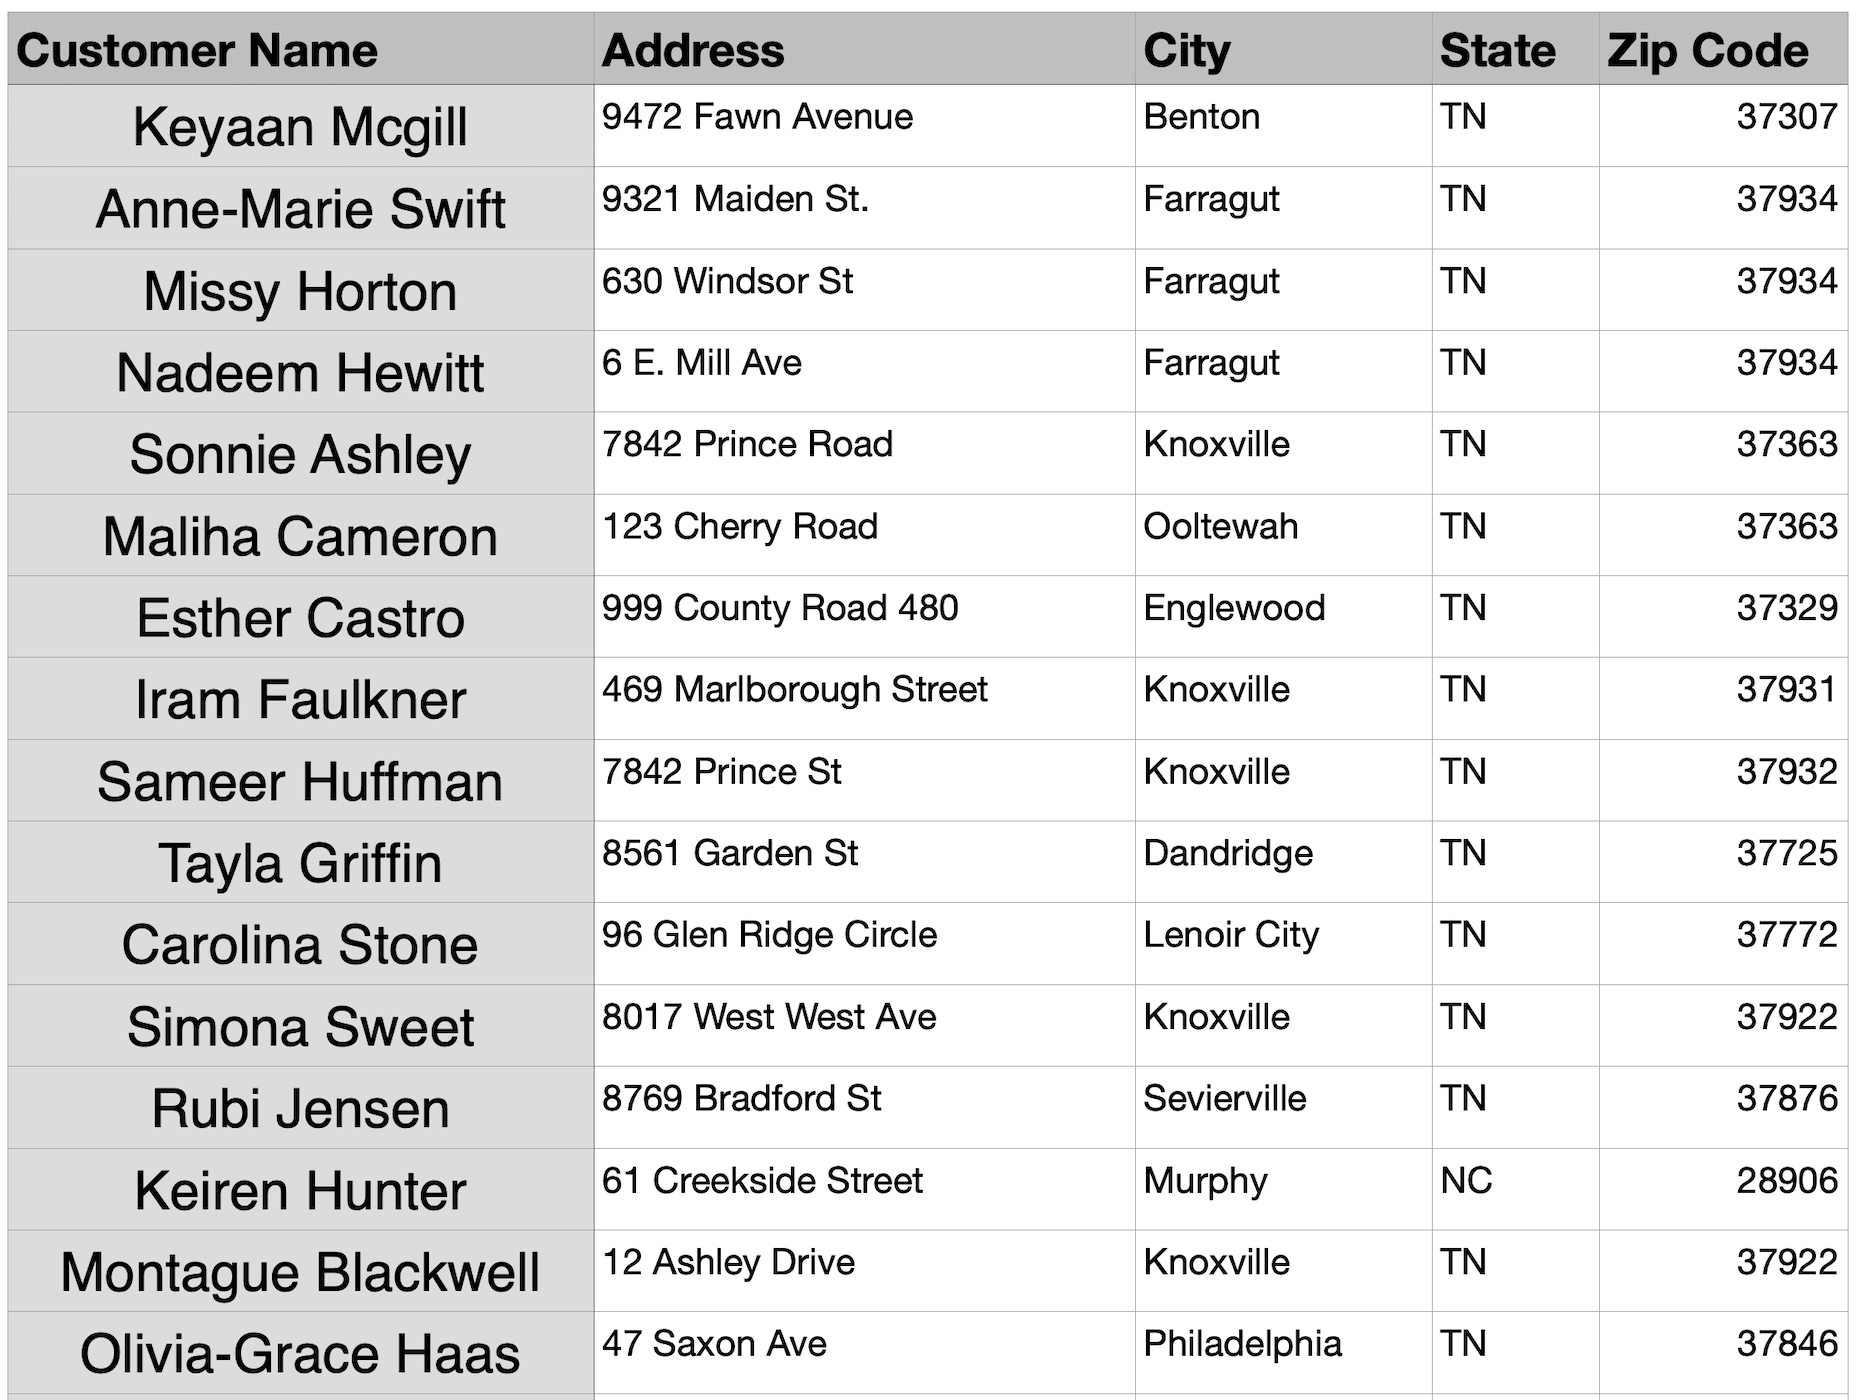 Customer Name Address City State Zip Code
Keyaan Mcgill 9472 Fawn Avenue Benton TN 37307
Anne-Marie Swift 9321 Maiden St. Farragut TN 37934
Missy Horton 630 Windsor St Farragut TN 37934
Nadeem Hewitt 6 E. Mill Ave Farragut TN 37934
Sonnie Ashley 7842 Prince Road Knoxville TN 37363
Maliha Cameron 123 Cherry Road Ooltewah TN 37363
Esther Castro 999 County Road 480 Englewood TN 37329
Iram Faulkner 469 Marlborough Street Knoxville TN 37931
Sameer Huffman 7842 Prince St Knoxville TN 37932
Tayla Griffin 8561 Garden St Dandridge TN 37725
Carolina Stone 96 Glen Ridge Circle Lenoir City TN 37772
Simona Sweet 8017 West West Ave Knoxville TN 37922
Rubi Jensen 8769 Bradford St Sevierville TN 37876
Keiren Hunter 61 Creekside Street Murphy NC 28906
Montague Blackwell 12 Ashley Drive Knoxville TN 37922
Olivia-Grace Haas 47 Saxon Ave Philadelphia TN 37846